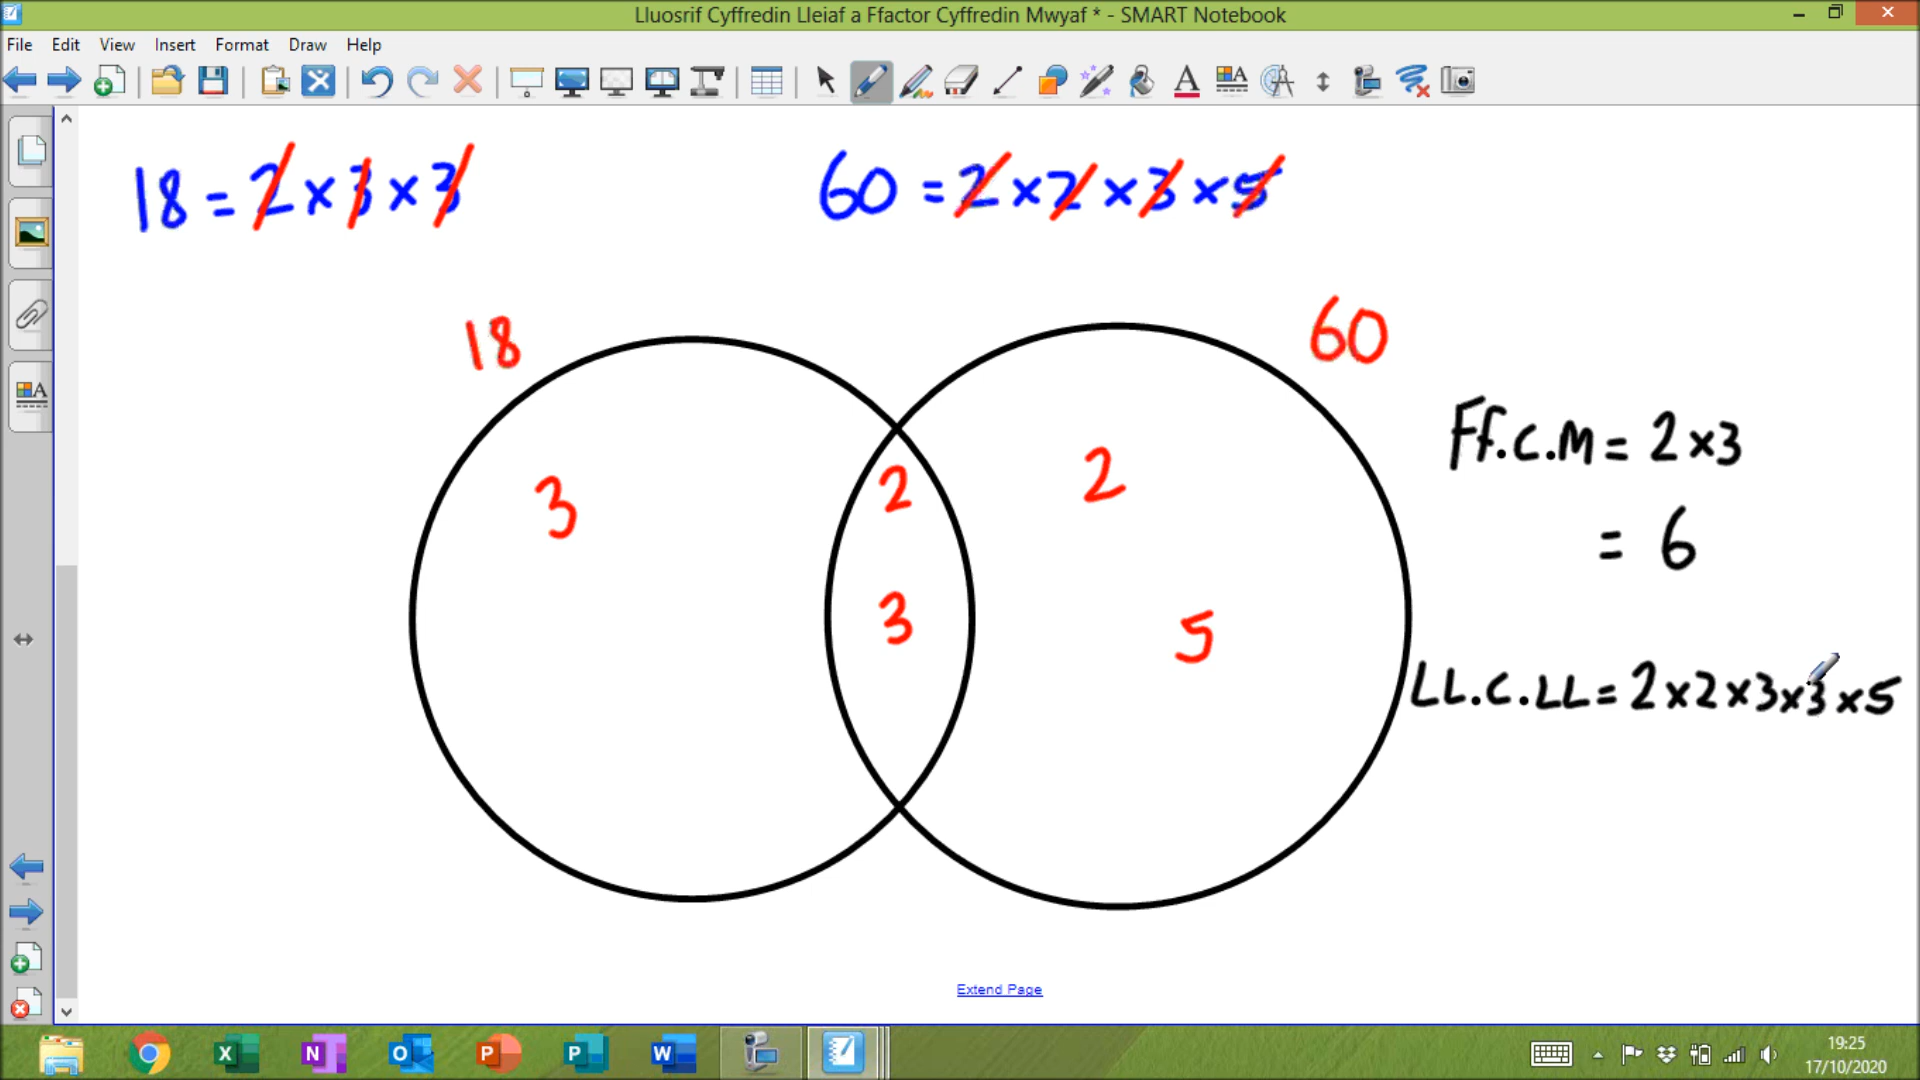 Lluosrif Cyffredin Lleiaf a Ffactor Cyffredin Mwyaf * - SMART Notebook
File Edit View Insert Format Draw Help
18 = 2 × 3 × 3
60 = 2 × 2 × 3 × 5
18
60
3
2
2
3
5
Ff.C.M = 2×3
= 6
LL.C.LL = 2×2×3×3×5
Extend Page
19:25
17/10/2020